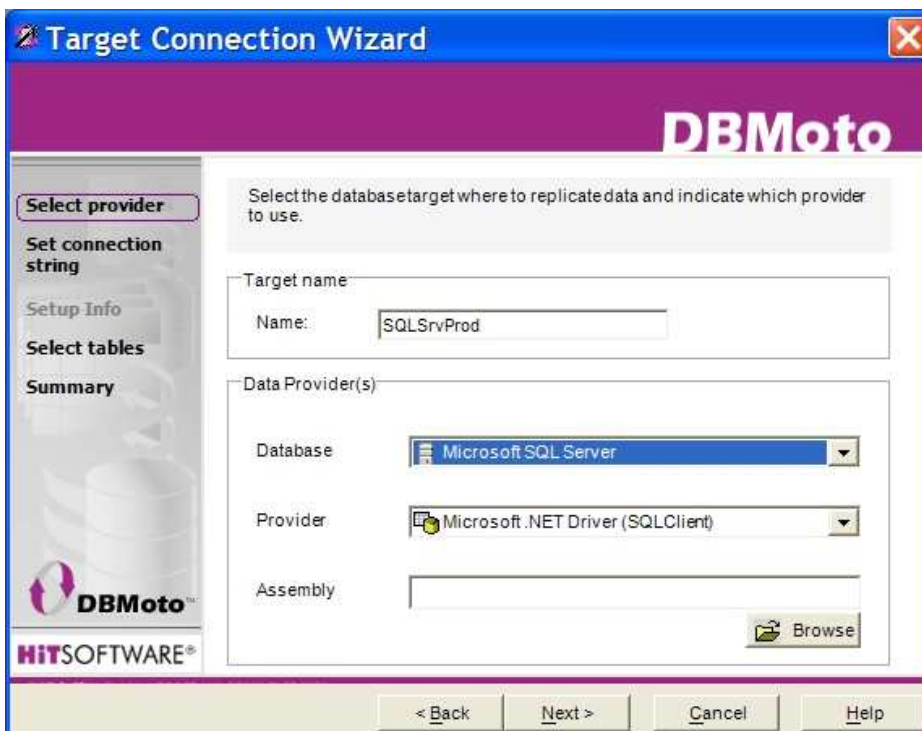 Target Connection Wizard
DBMoto
Select provider
Set connection
string
Setup Info
Select tables
Summary
DBMoto™
HiTSOFTWARE®
Select the database target where to replicate data and indicate which provider
to use.
Target name
Name: SQLSrvProd
Data Provider(s)
Database Microsoft SQL Server
Provider Microsoft .NET Driver (SQLClient)
Assembly
Browse
< Back Next > Cancel Help